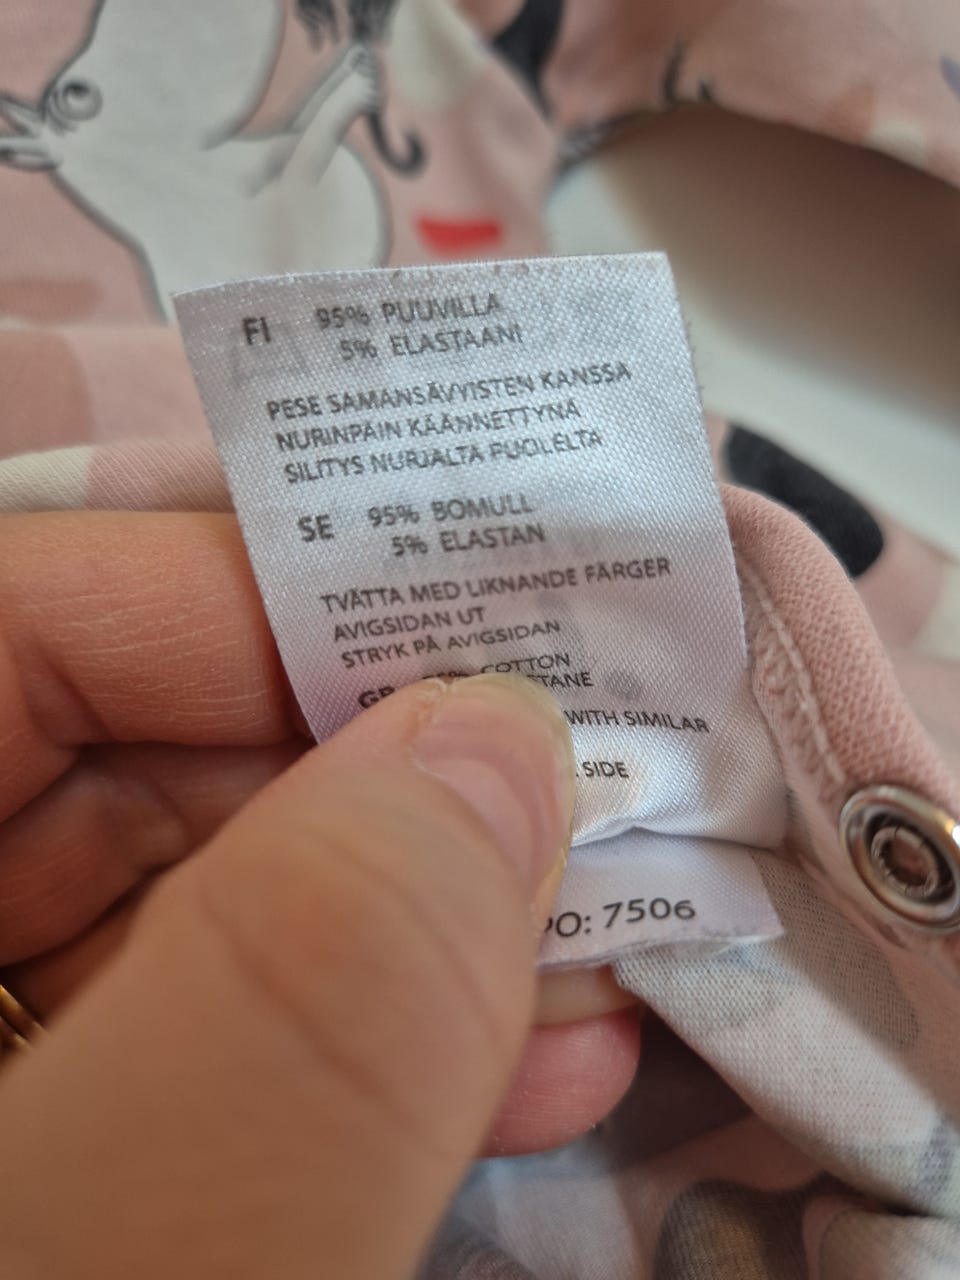 FI 95% PUUVILLA
5% ELASTAANI
PESE SAMANSÄVYISTEN KANSSA
NURINPÄIN KÄÄNNETTYNÄ
SILITYS NURJALTA PUOLELTA
SE 95% BOMULL
5% ELASTAN
TVÄTTA MED LIKNANDE FÄRGER
AVIGSIDAN UT
STRYK PÅ AVIGSIDAN
COTTON
WITH SIMILAR
SIDE
PO: 7506